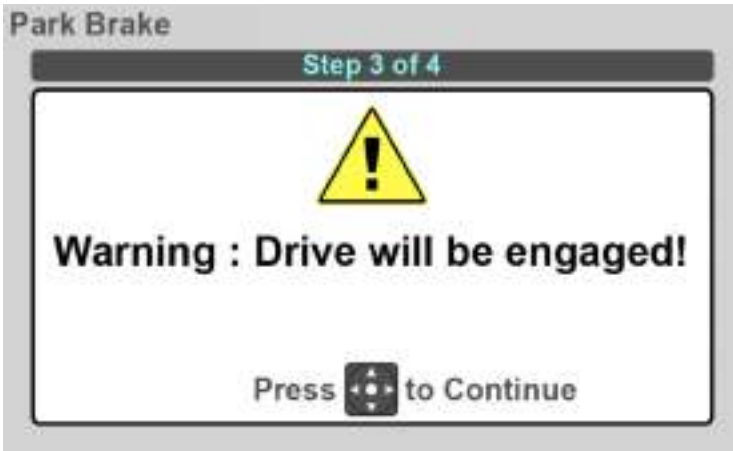 Park Brake
Step 3 of 4
!
Warning : Drive will be engaged!
Press to Continue